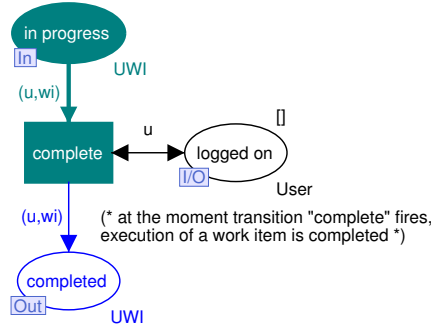 in progress
In
UWI
(u,wi)
[]
u
complete
logged on
I/O
User
(u,wi)
(* at the moment transition "complete" fires,
execution of a work item is completed *)
completed
Out
UWI